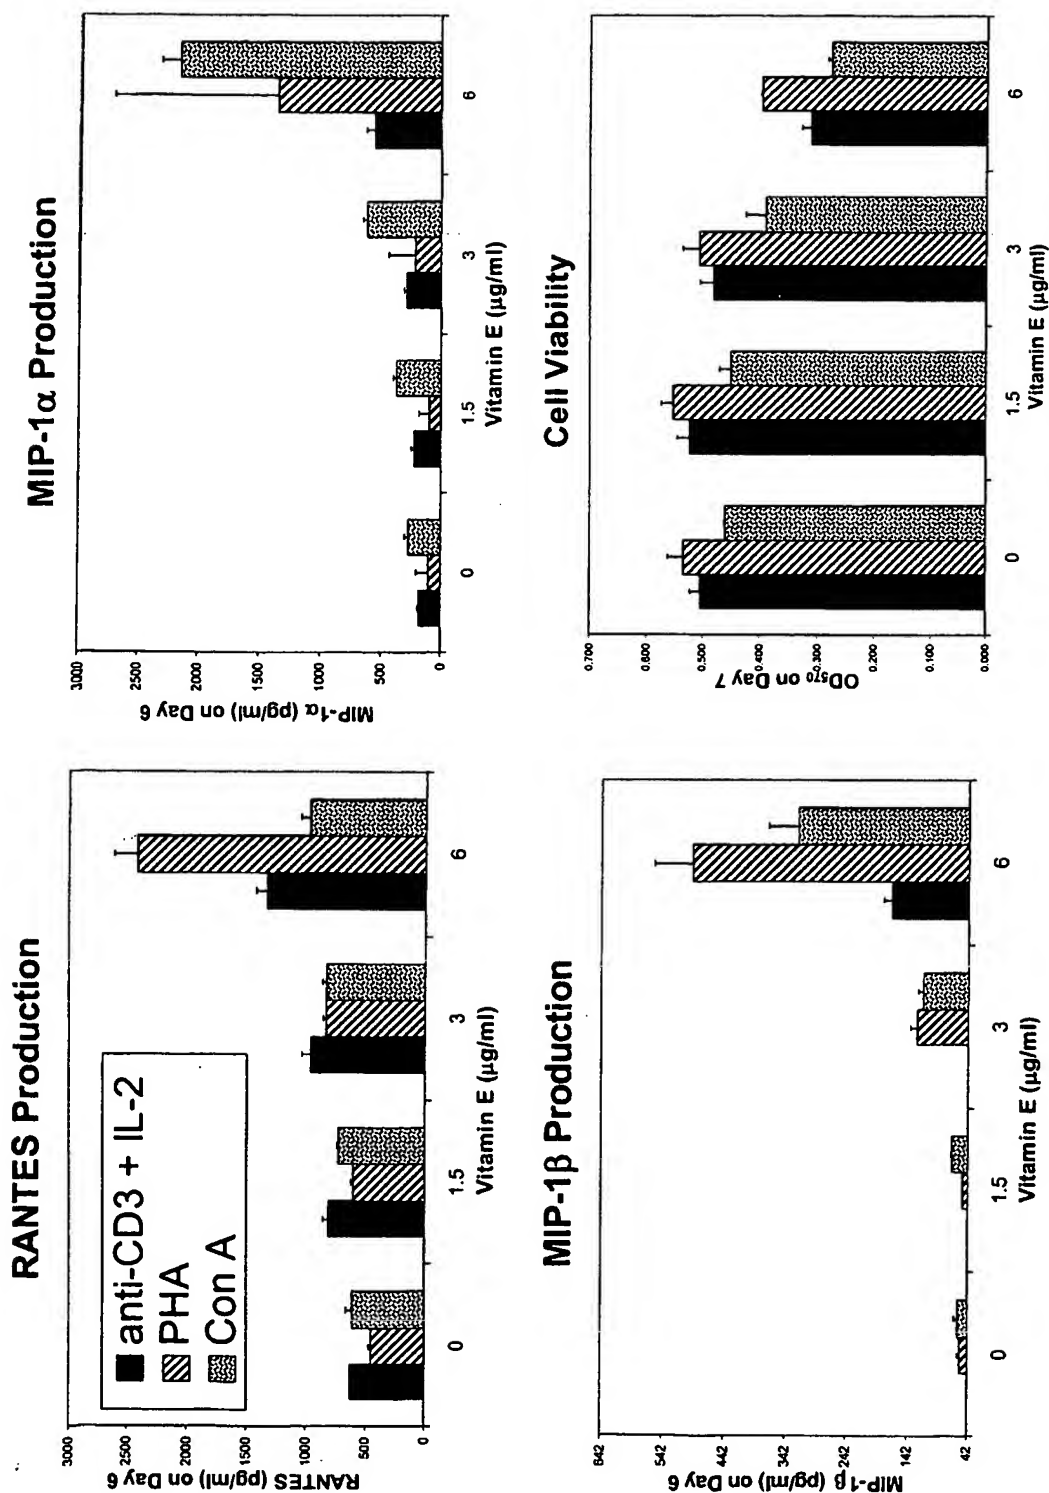 RANTES Production
RANTES (pg/ml) on Day 6
3000
2500
2000
1500
1000
500
0
anti-CD3 + IL-2
PHA
Con A
0 1.5 3 6
Vitamin E (µg/ml)
MIP-1α Production
MIP-1α (pg/ml) on Day 6
3000
2500
2000
1500
1000
500
0
0 1.5 3 6
Vitamin E (µg/ml)
MIP-1β Production
MIP-1β (pg/ml) on Day 6
642
542
442
342
242
142
42
0 1.5 3 6
Vitamin E (µg/ml)
Cell Viability
OD570 on Day 7
0.700
0.600
0.500
0.400
0.300
0.200
0.100
0.000
0 1.5 3 6
Vitamin E (µg/ml)